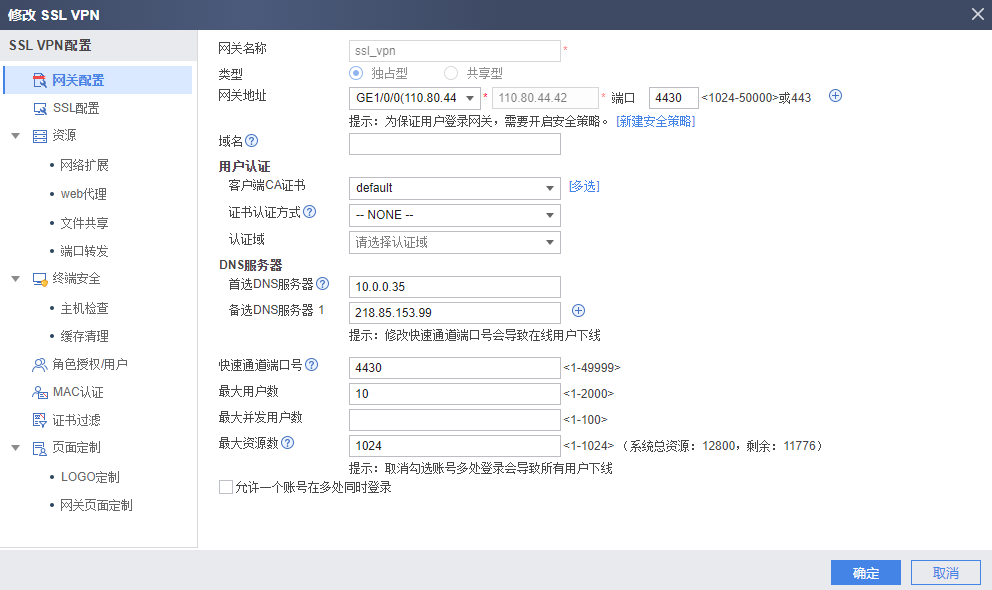 修改 SSL VPN
SSL VPN配置
网关配置
SSL配置
资源
网络扩展
web代理
文件共享
端口转发
终端安全
主机检查
缓存清理
角色授权/用户
MAC认证
证书过滤
页面定制
LOGO定制
网关页面定制
网关名称 ssl_vpn *
类型 独占型 共享型
网关地址 GE1/0/0(110.80.44 * 110.80.44.42 * 端口 4430 <1024-50000>或443
提示：为保证用户登录网关，需要开启安全策略。 [新建安全策略]
域名
用户认证
客户端CA证书 default [多选]
证书认证方式 -- NONE --
认证域 请选择认证域
DNS服务器
首选DNS服务器 10.0.0.35
备选DNS服务器 1 218.85.153.99
提示：修改快速通道端口号会导致在线用户下线
快速通道端口号 4430 <1-49999>
最大用户数 10 <1-2000>
最大并发用户数 <1-100>
最大资源数 1024 <1-1024> （系统总资源：12800，剩余：11776）
提示：取消勾选账号多处登录会导致所有用户下线
允许一个账号在多处同时登录
确定 取消